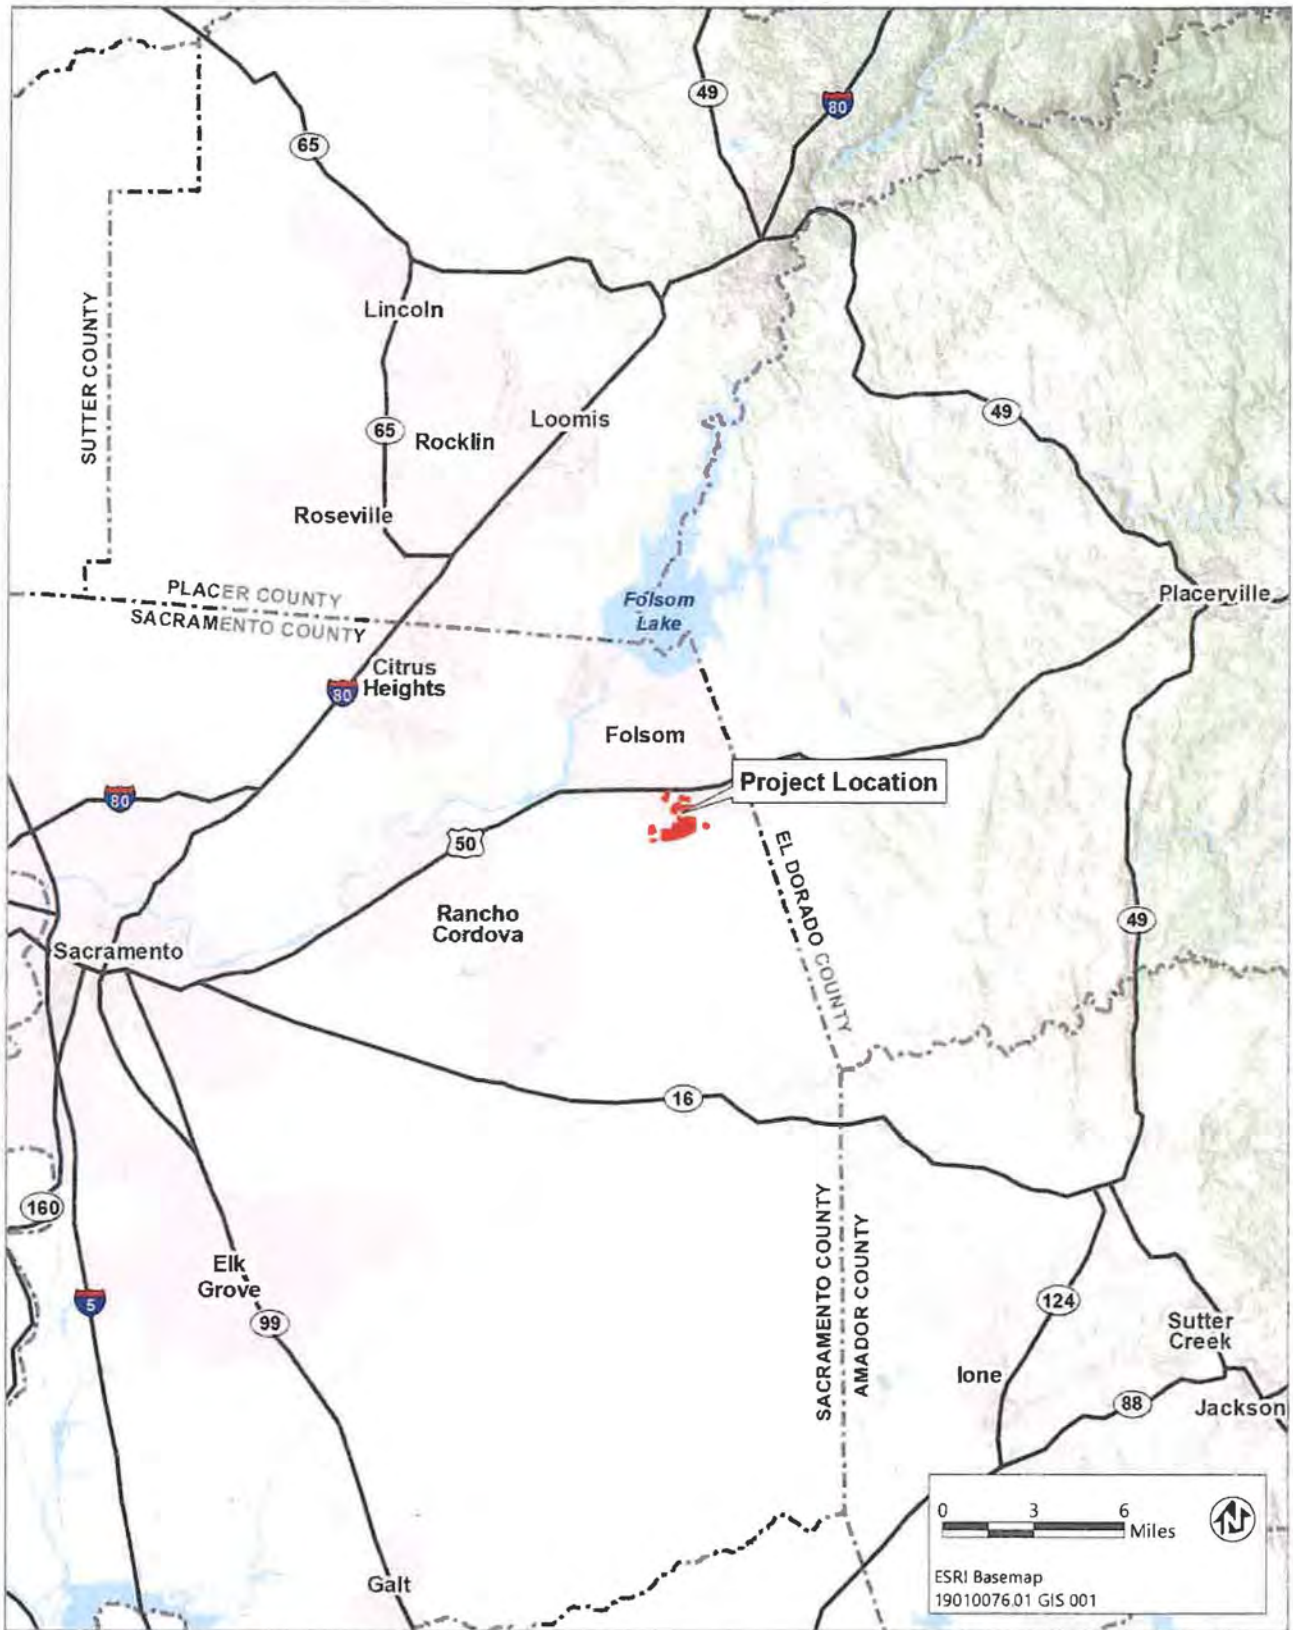 49
80
65
SUTTER COUNTY
Lincoln
Loomis
49
65
Rocklin
Roseville
PLACER COUNTY
SACRAMENTO COUNTY
Folsom
Lake
Placerville
Citrus
Heights
80
Folsom
Project Location
80
50
EL DORADO COUNTY
Rancho
Cordova
49
Sacramento
16
160
SACRAMENTO COUNTY
AMADOR COUNTY
Elk
Grove
5
99
124
Sutter
Creek
Ione
88
Jackson
0 3 6
Miles
N
ESRI Basemap
19010076.01 GIS 001
Galt